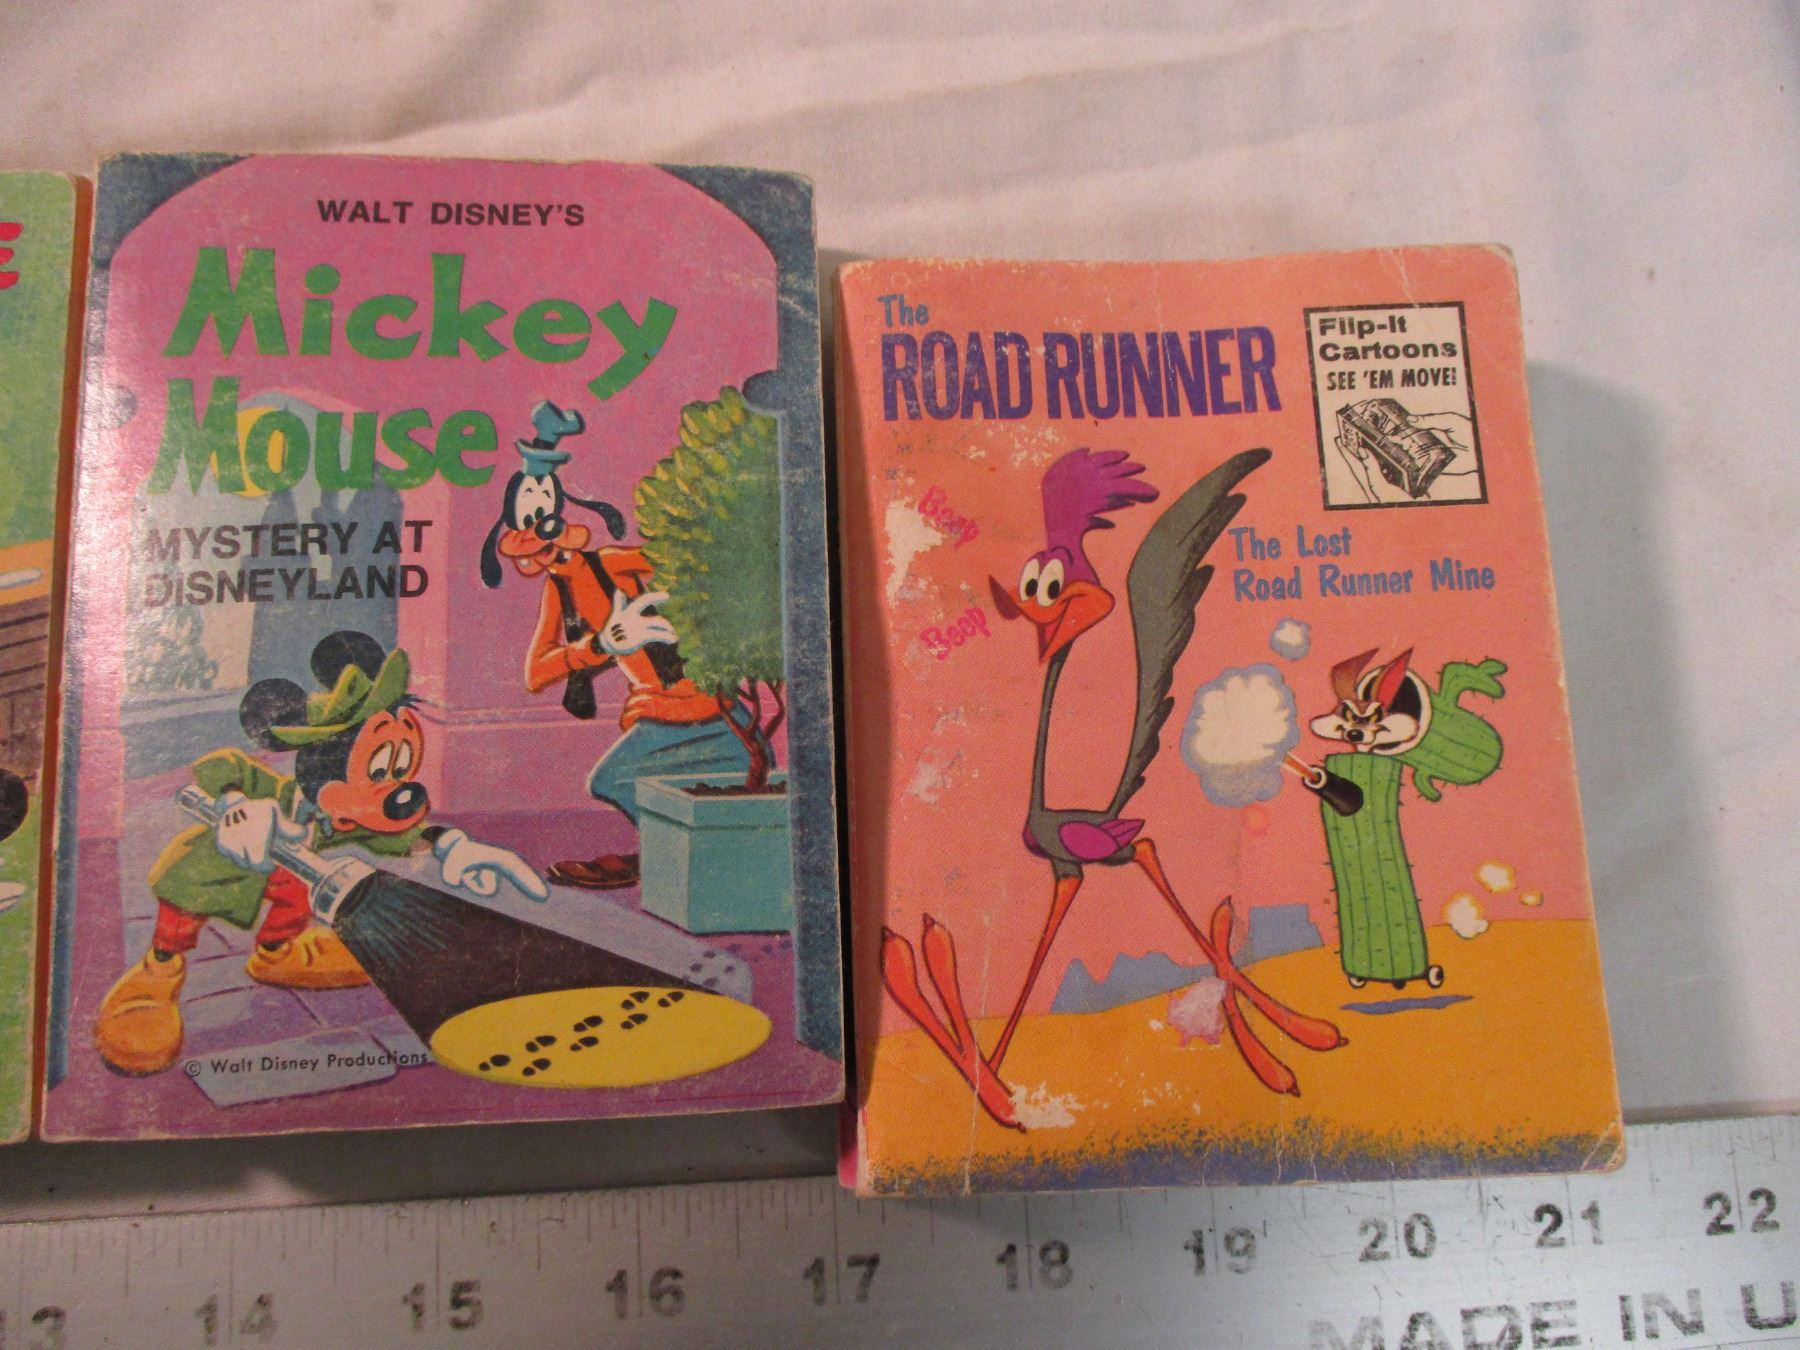 E
WALT DISNEY'S
Mickey
Mouse
MYSTERY AT
DISNEYLAND
© Walt Disney Productions
The
ROAD RUNNER
Flip-It
Cartoons
SEE 'EM MOVE!
Beep
Beep
The Lost
Road Runner Mine
13 14 15 16 17 18 19 20 21 22
MADE IN U